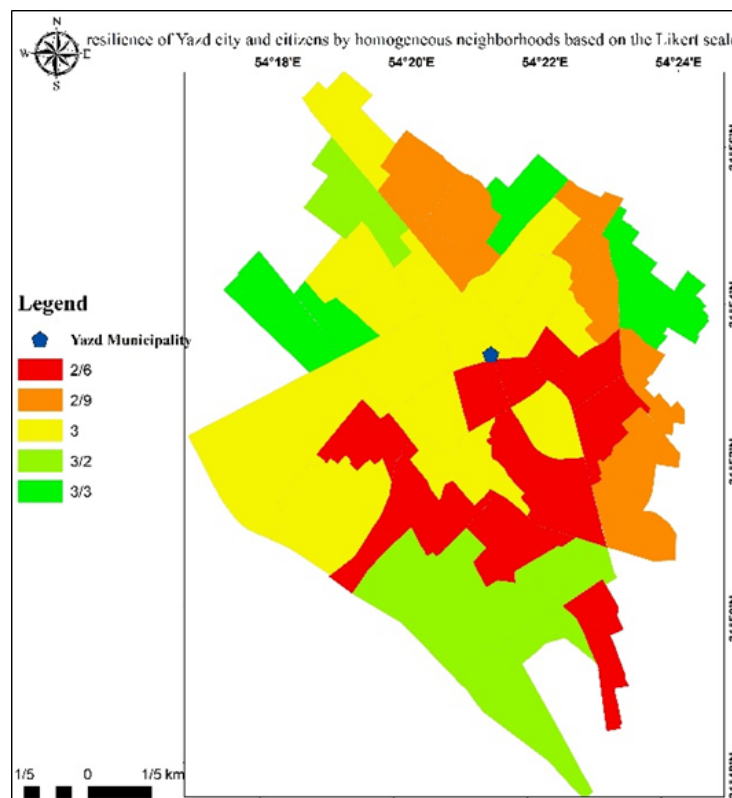 N
W E
S
resilience of Yazd city and citizens by homogeneous neighborhoods based on the Likert scale
54°18'E 54°20'E 54°22'E 54°24'E
Legend
Yazd Municipality
2/6
2/9
3
3/2
3/3
1/5 0 1/5 km